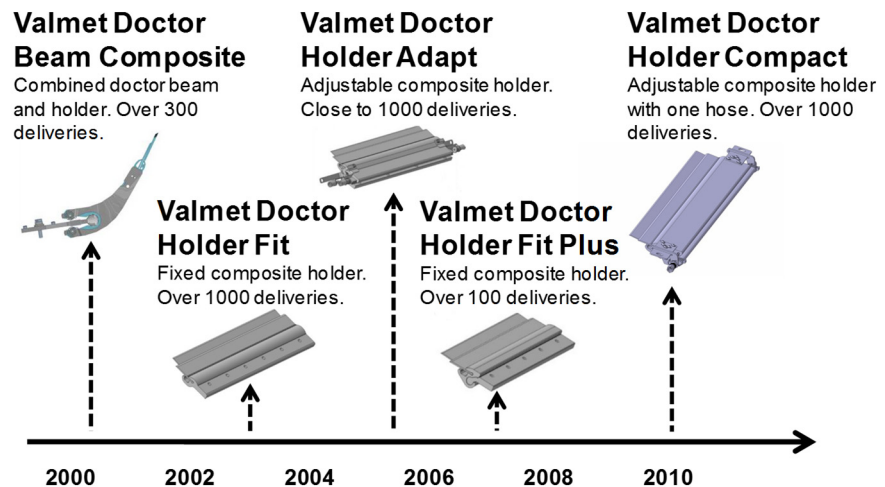 Valmet Doctor
Beam Composite
Combined doctor beam
and holder. Over 300
deliveries.
Valmet Doctor
Holder Adapt
Adjustable composite holder.
Close to 1000 deliveries.
Valmet Doctor
Holder Compact
Adjustable composite holder
with one hose. Over 1000
deliveries.
Valmet Doctor
Holder Fit
Fixed composite holder.
Over 1000 deliveries.
Valmet Doctor
Holder Fit Plus
Fixed composite holder.
Over 100 deliveries.
2000
2002
2004
2006
2008
2010